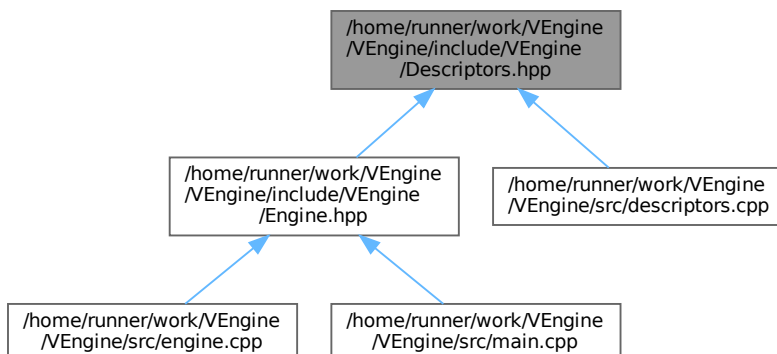 /home/runner/work/VEngine
/VEngine/include/VEngine
/Descriptors.hpp
/home/runner/work/VEngine
/VEngine/include/VEngine
/Engine.hpp
/home/runner/work/VEngine
/VEngine/src/descriptors.cpp
/home/runner/work/VEngine
/VEngine/src/engine.cpp
/home/runner/work/VEngine
/VEngine/src/main.cpp